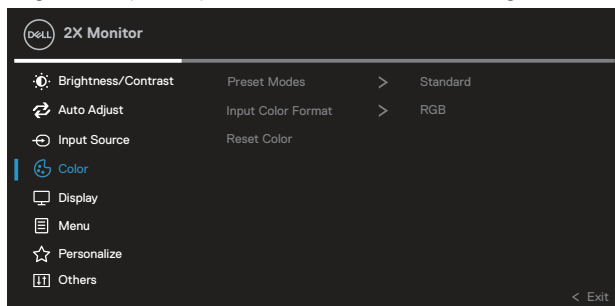 DELL 2X Monitor
Brightness/Contrast Preset Modes > Standard
Auto Adjust Input Color Format > RGB
Input Source Reset Color
Color
Display
Menu
Personalize
Others
< Exit